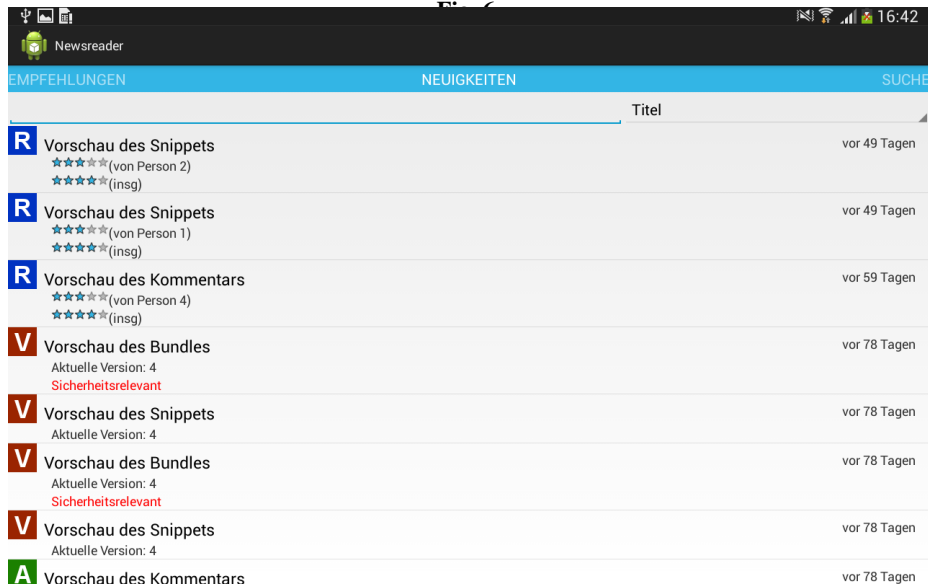 Fig. 6
16:42
Newsreader
EMPFEHLUNGEN NEUIGKEITEN SUCHE
Titel
R Vorschau des Snippets vor 49 Tagen
(von Person 2)
(insg)
R Vorschau des Snippets vor 49 Tagen
(von Person 1)
(insg)
R Vorschau des Kommentars vor 59 Tagen
(von Person 4)
(insg)
V Vorschau des Bundles vor 78 Tagen
Aktuelle Version: 4
Sicherheitsrelevant
V Vorschau des Snippets vor 78 Tagen
Aktuelle Version: 4
V Vorschau des Bundles vor 78 Tagen
Aktuelle Version: 4
Sicherheitsrelevant
V Vorschau des Snippets vor 78 Tagen
Aktuelle Version: 4
A Vorschau des Kommentars vor 78 Tagen